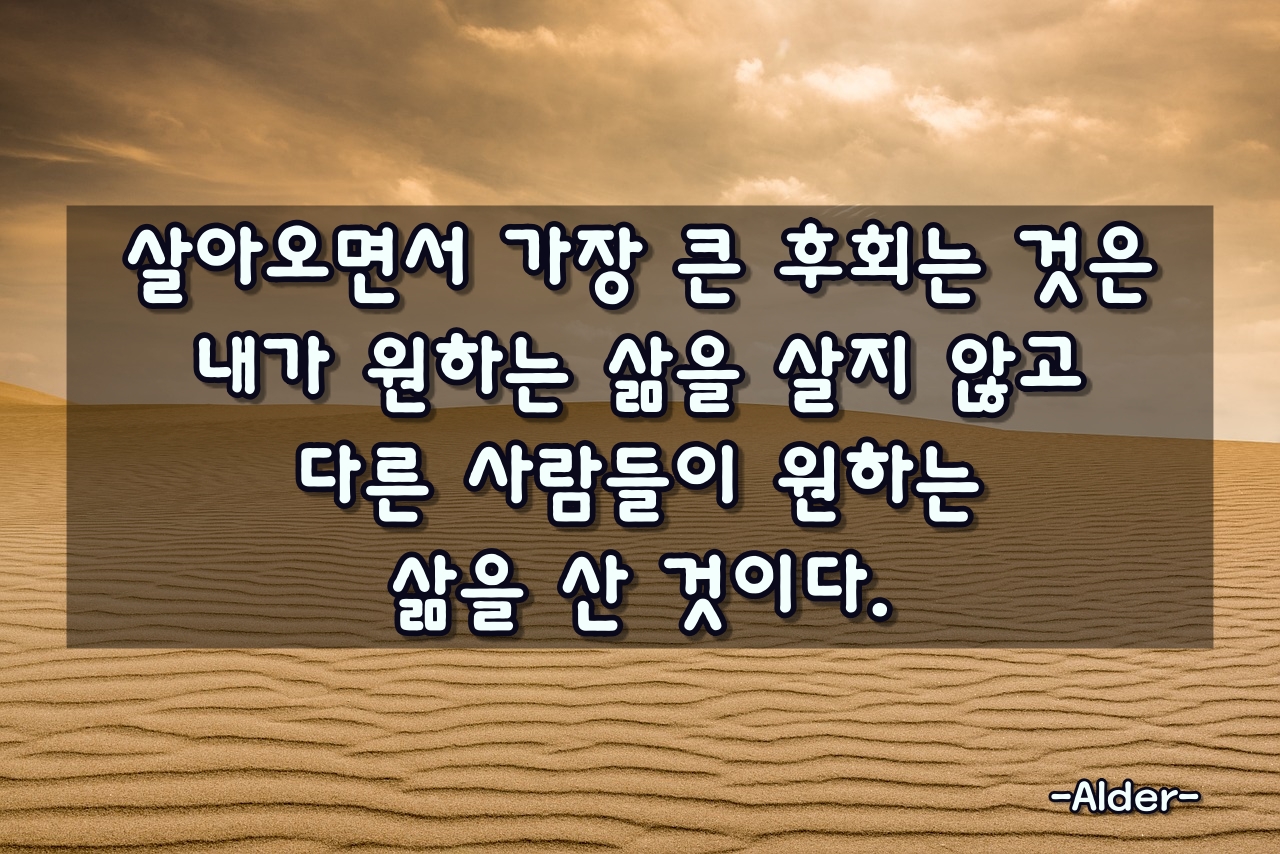 살아오면서 가장 큰 후회는 것은
내가 원하는 삶을 살지 않고
다른 사람들이 원하는
삶을 산 것이다.
-Alder-